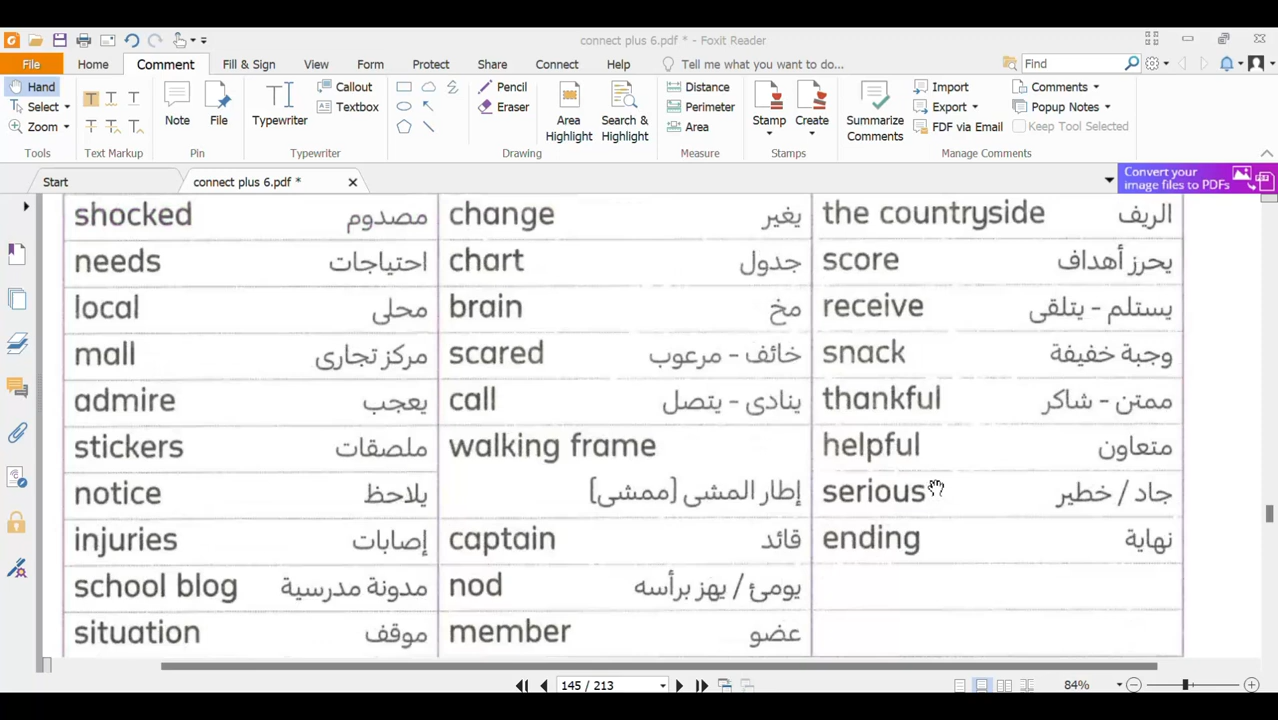 connect plus 6.pdf * - Foxit Reader
File Home Comment Fill & Sign View Form Protect Share Connect Help Tell me what you want to do... Find
Hand Select Zoom Tools
Text Markup
Note File Pin
Typewriter Callout Textbox Typewriter
Pencil Eraser Area Highlight Search & Highlight Drawing
Distance Perimeter Area Measure
Stamp Create Stamps
Summarize Comments Import Export FDF via Email Comments Popup Notes Keep Tool Selected Manage Comments
Start connect plus 6.pdf * Convert your image files to PDFs
shocked مصدوم change يغير the countryside الريف
needs احتياجات chart جدول score يحرز أهداف
local محلى brain مخ receive يستلم - يتلقى
mall مركز تجارى scared خائف - مرعوب snack وجبة خفيفة
admire يعجب call ينادى - يتصل thankful ممتن - شاكر
stickers ملصقات walking frame helpful متعاون
notice يلاحظ إطار المشى [ممشى] serious جاد / خطير
injuries إصابات captain قائد ending نهاية
school blog مدونة مدرسية nod يومئ / يهز برأسه
situation موقف member عضو
145 / 213 84%